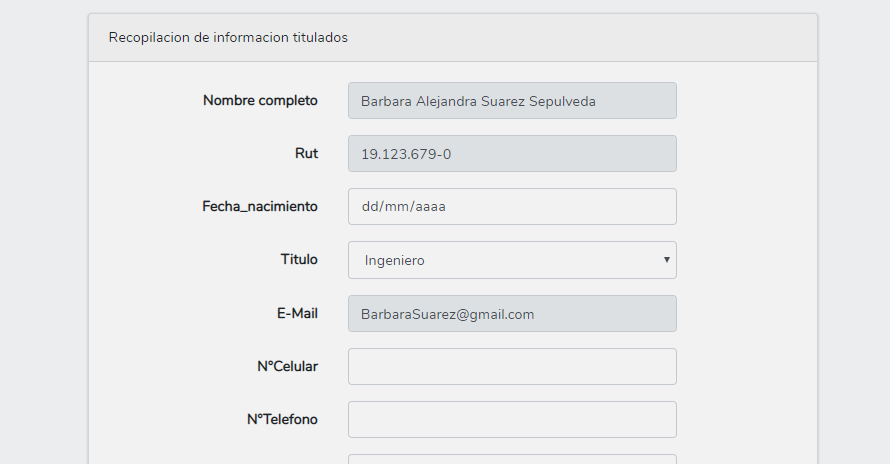 Recopilacion de informacion titulados
Nombre completo Barbara Alejandra Suarez Sepulveda
Rut 19.123.679-0
Fecha_nacimiento dd/mm/aaaa
Titulo Ingeniero
E-Mail BarbaraSuarez@gmail.com
N°Celular
N°Telefono